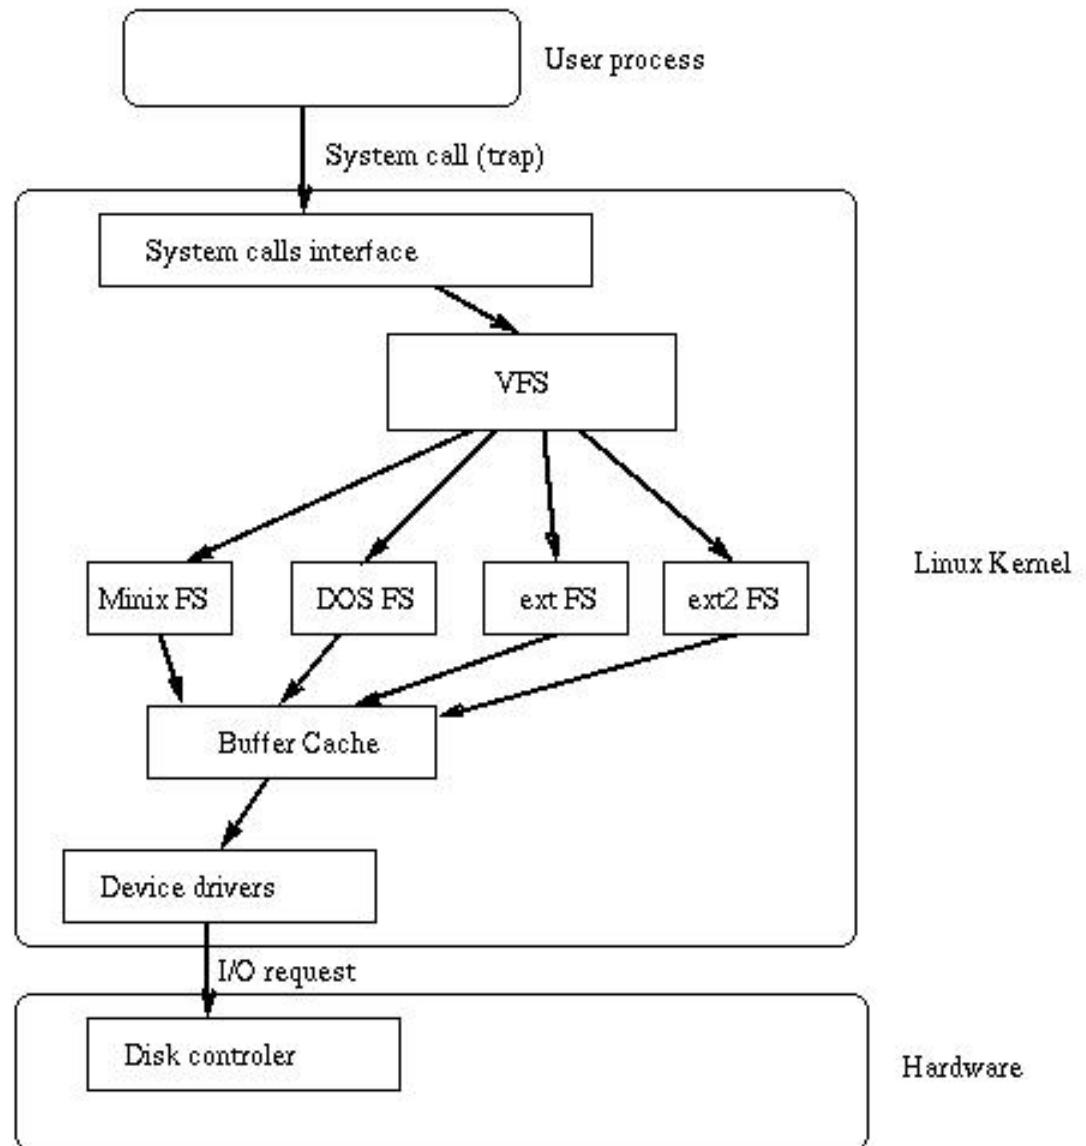 User process
System call (trap)
System calls interface
VFS
Linux Kernel
Minix FS
DOS FS
ext FS
ext2 FS
Buffer Cache
Device drivers
I/O request
Disk controler
Hardware